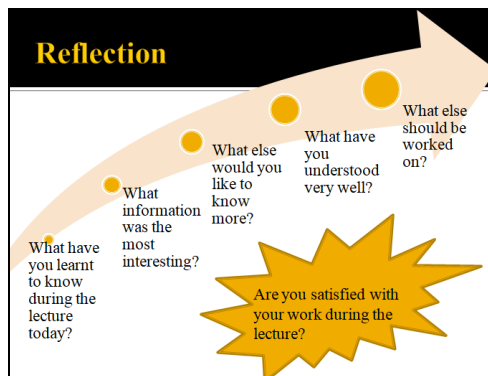 Reflection
What have
you learnt
to know
during the
lecture
today?
What
information
was the
most
interesting?
What else
would you
like to
know
more?
What have
you
understood
very well?
What else
should be
worked
on?
Are you satisfied with
your work during the
lecture?